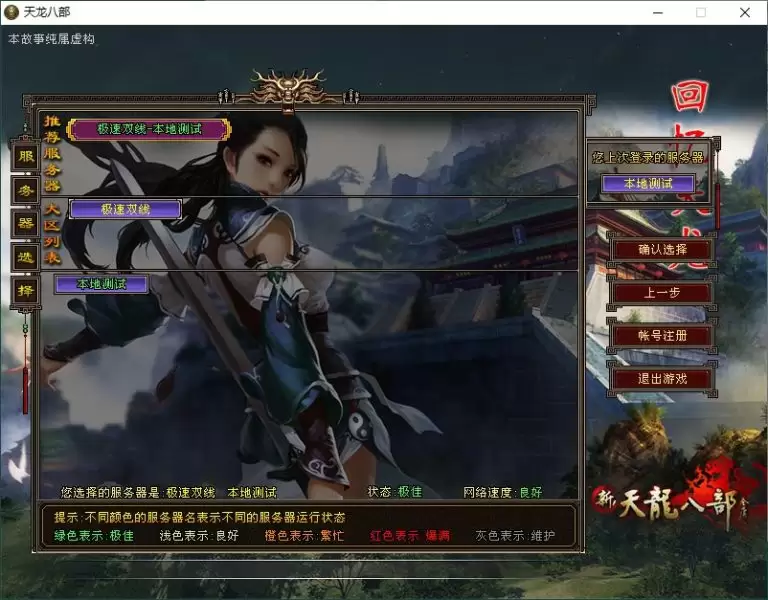 天龙八部
本故事纯属虚构
服务器选择
推荐服务器
极速双线-本地测试
大区列表
极速双线
本地测试
您选择的服务器是:极速双线 本地测试 状态:极佳 网络速度:良好
提示:不同颜色的服务器名表示不同的服务器运行状态
绿色表示:极佳 浅色表示:良好 橙色表示:繁忙 红色表示:爆满 灰色表示:维护
回忆
您上次登录的服务器
本地测试
确认选择
上一步
帐号注册
退出游戏
新天龍八部